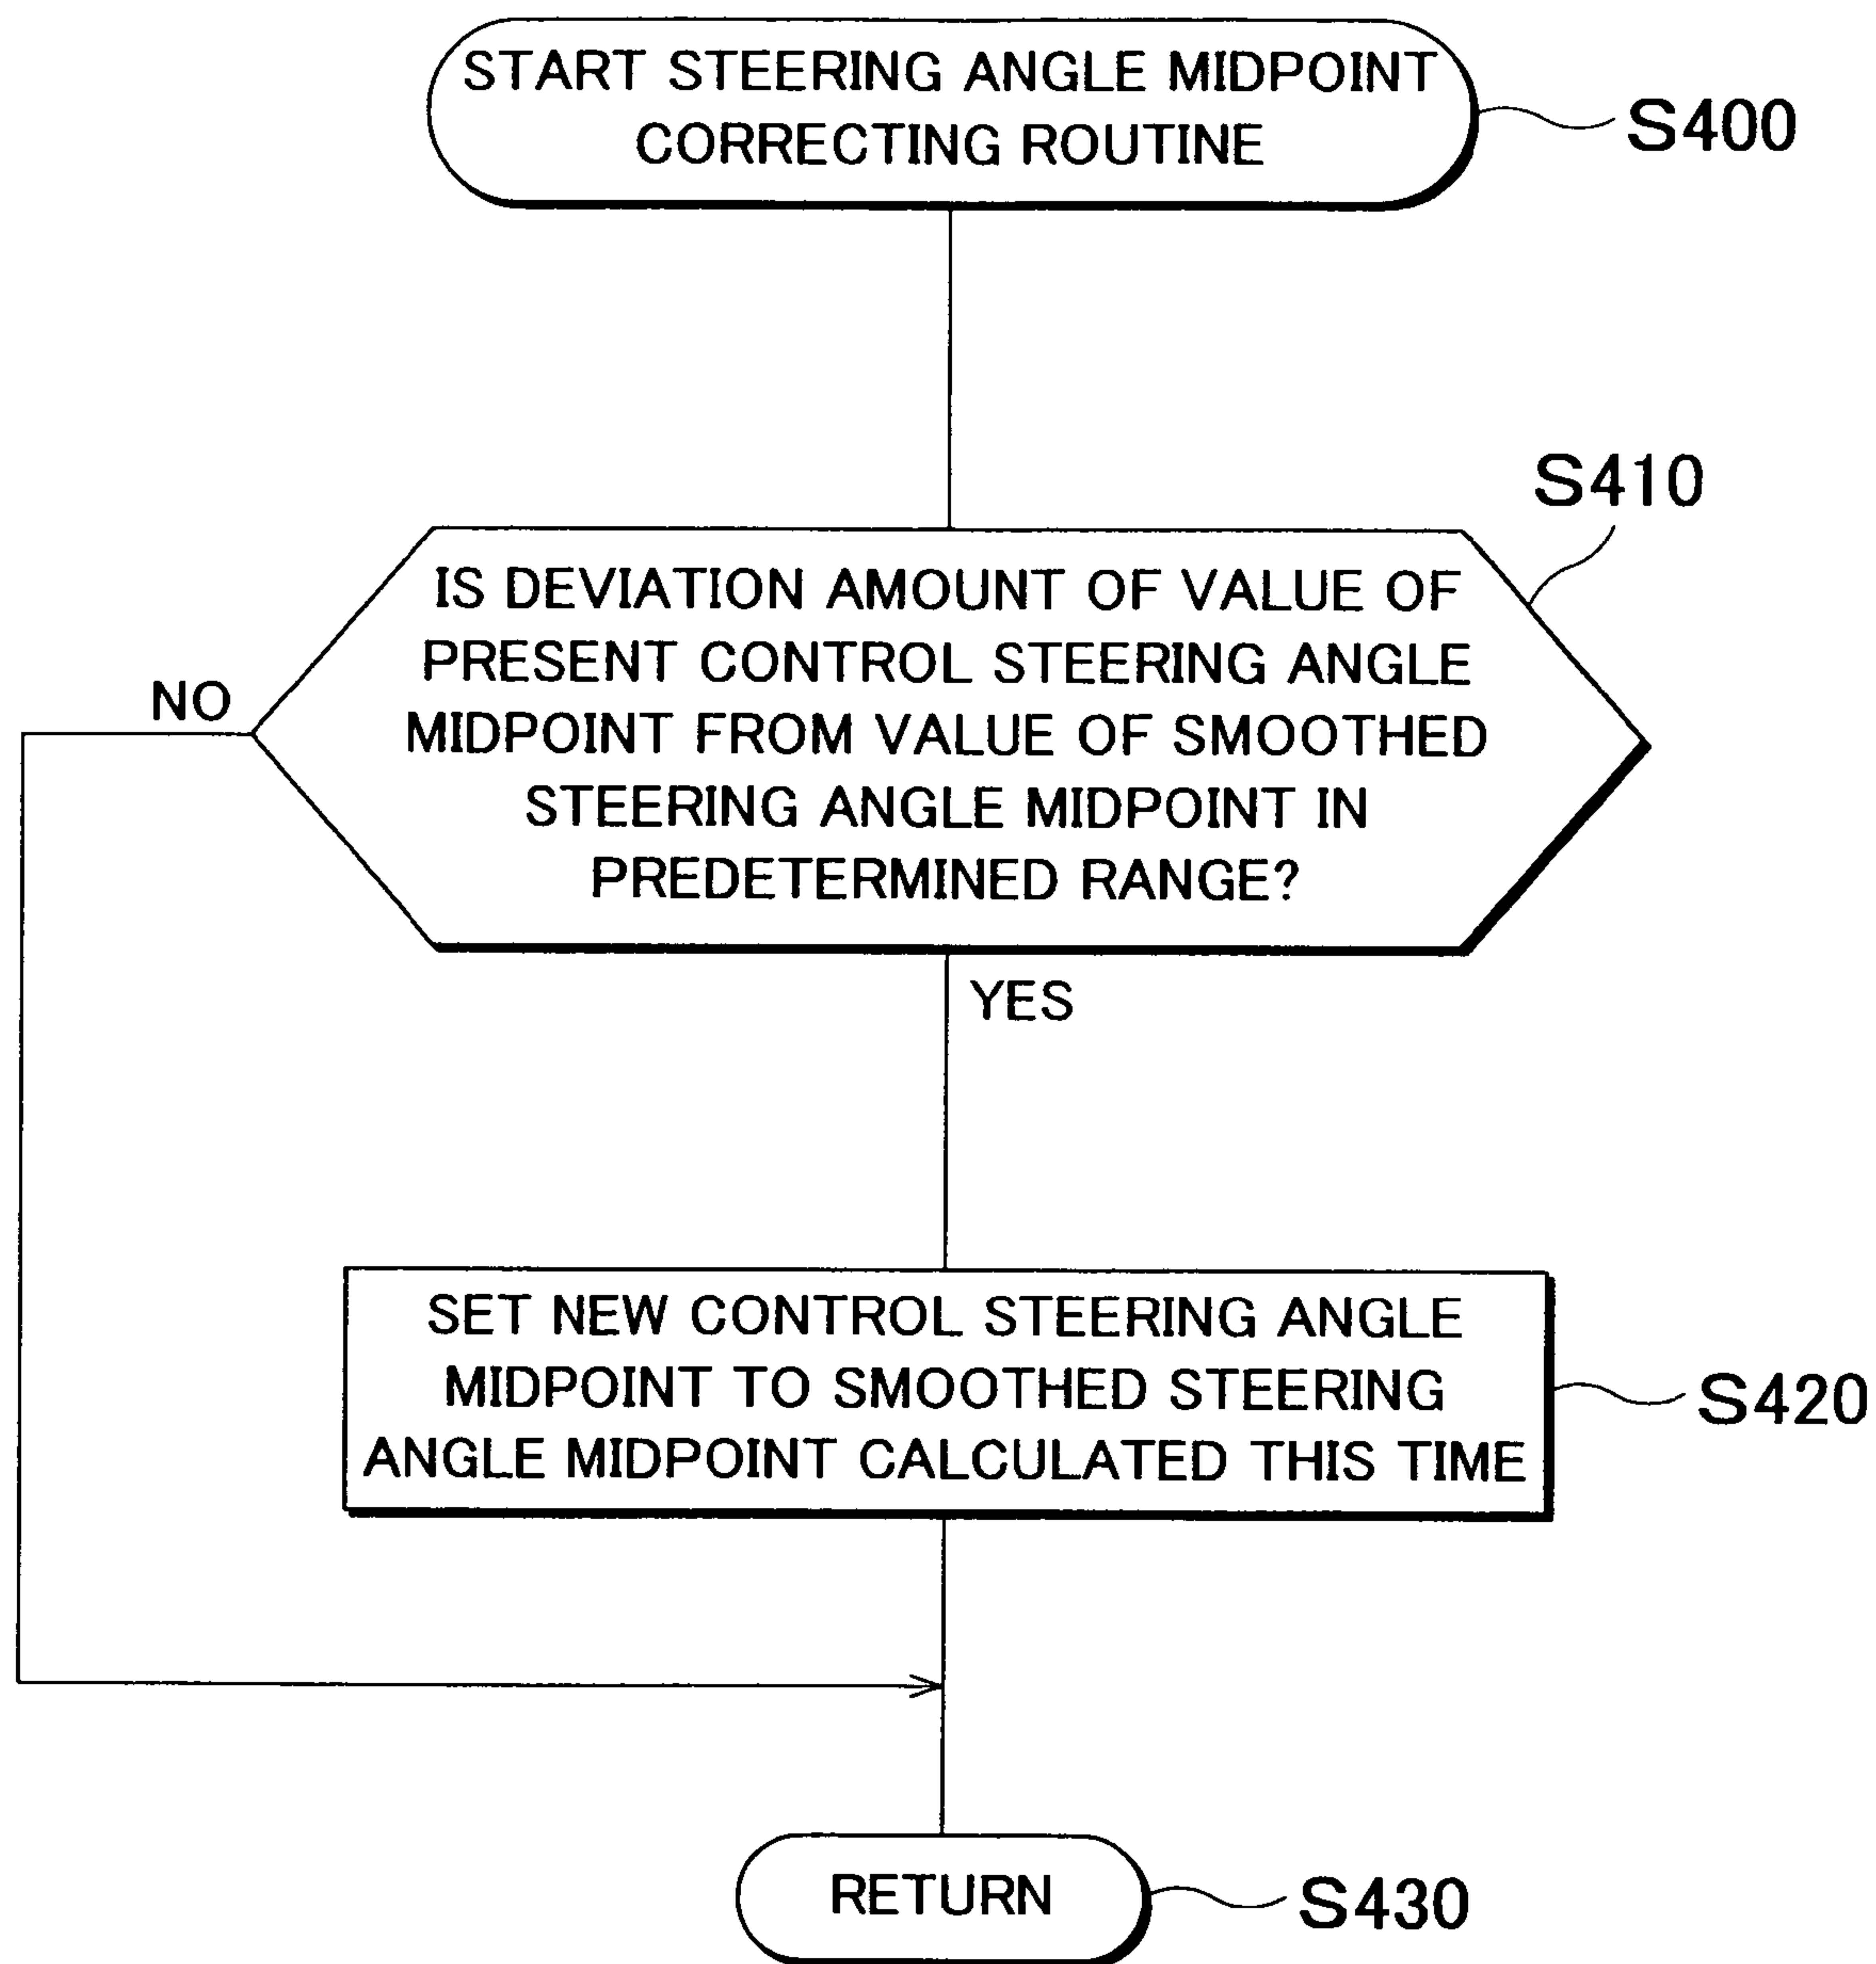 START STEERING ANGLE MIDPOINT
CORRECTING ROUTINE
S400
S410
IS DEVIATION AMOUNT OF VALUE OF
PRESENT CONTROL STEERING ANGLE
MIDPOINT FROM VALUE OF SMOOTHED
STEERING ANGLE MIDPOINT IN
PREDETERMINED RANGE?
NO
YES
SET NEW CONTROL STEERING ANGLE
MIDPOINT TO SMOOTHED STEERING
ANGLE MIDPOINT CALCULATED THIS TIME
S420
RETURN
S430